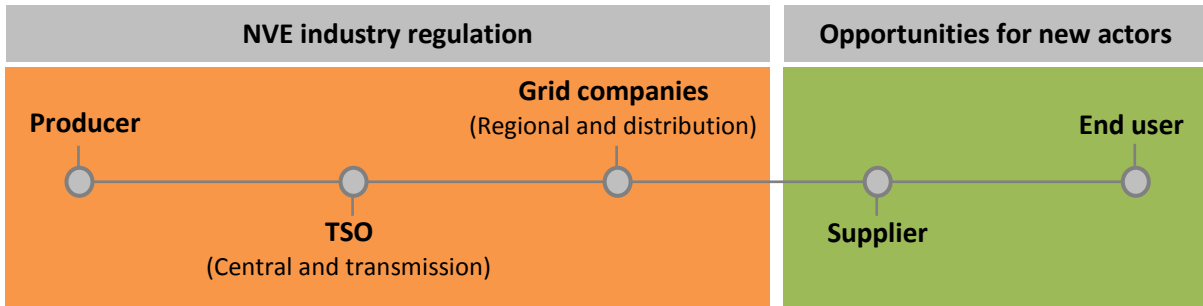 NVE industry regulation
Opportunities for new actors
Producer
Grid companies
(Regional and distribution)
End user
TSO
(Central and transmission)
Supplier